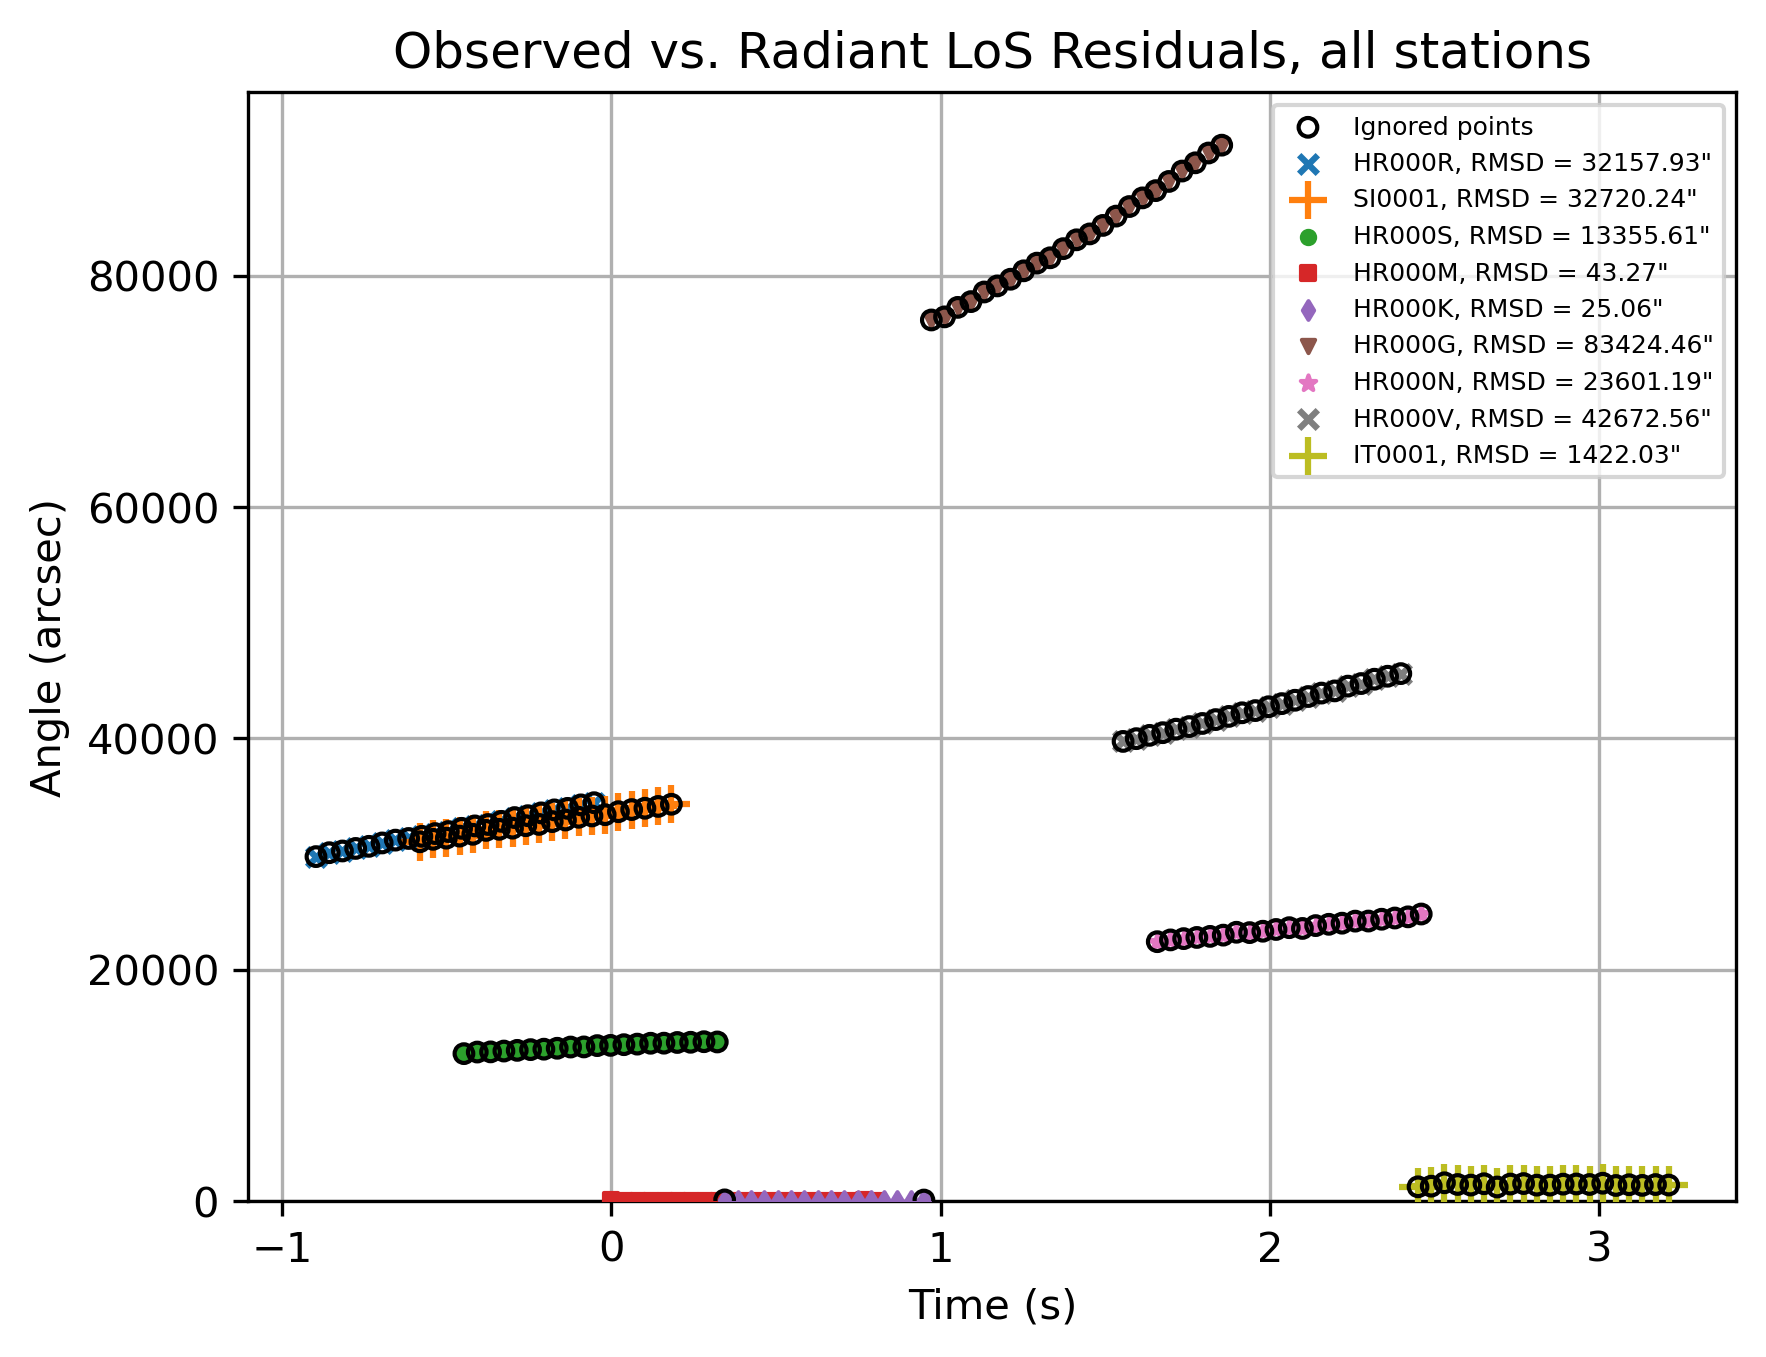 Observed vs. Radiant LoS Residuals, all stations
Ignored points
HR000R, RMSD = 32157.93"
SI0001, RMSD = 32720.24"
HR000S, RMSD = 13355.61"
HR000M, RMSD = 43.27"
HR000K, RMSD = 25.06"
HR000G, RMSD = 83424.46"
HR000N, RMSD = 23601.19"
HR000V, RMSD = 42672.56"
IT0001, RMSD = 1422.03"
Angle (arcsec)
80000
60000
40000
20000
0
−1 0 1 2 3
Time (s)